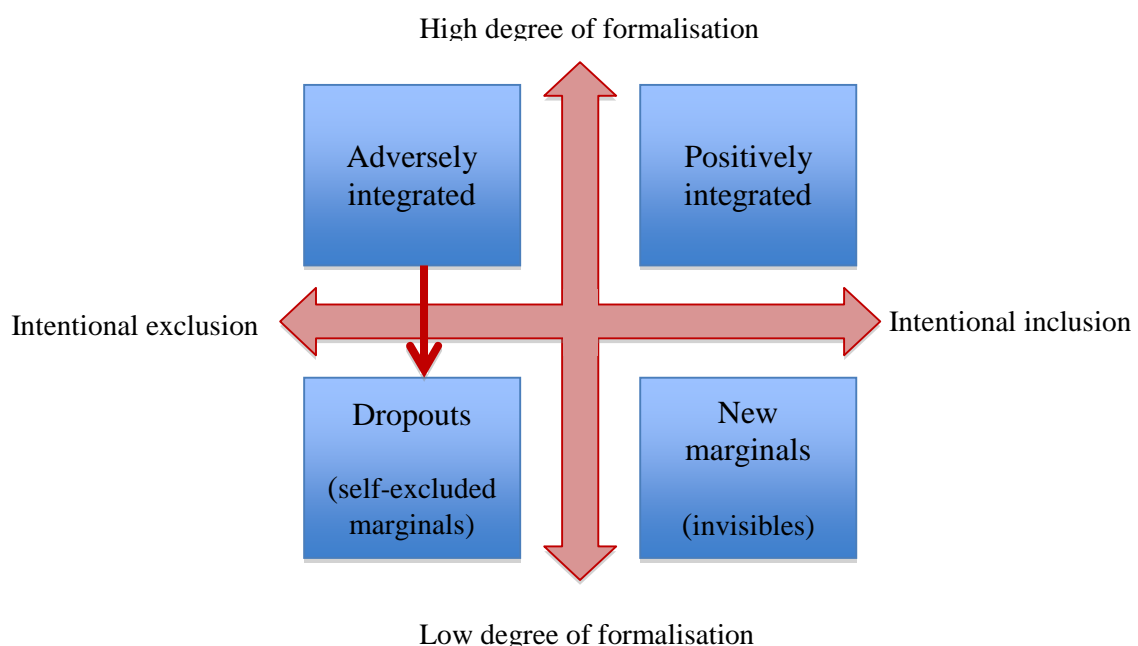 High degree of formalisation
Adversely
integrated
Positively
integrated
Intentional exclusion
Intentional inclusion
Dropouts
(self-excluded
marginals)
New
marginals
(invisibles)
Low degree of formalisation